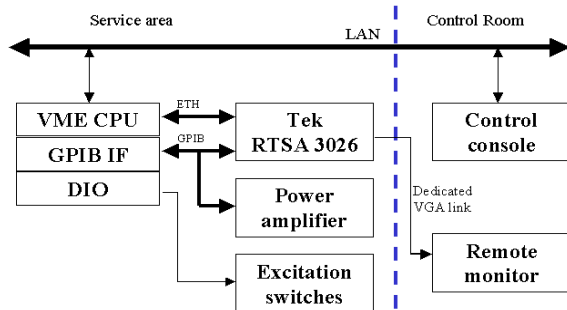 Service area
Control Room
LAN
VME CPU
GPIB IF
DIO
ETH
GPIB
Tek
RTSA 3026
Power
amplifier
Excitation
switches
Control
console
Dedicated
VGA link
Remote
monitor